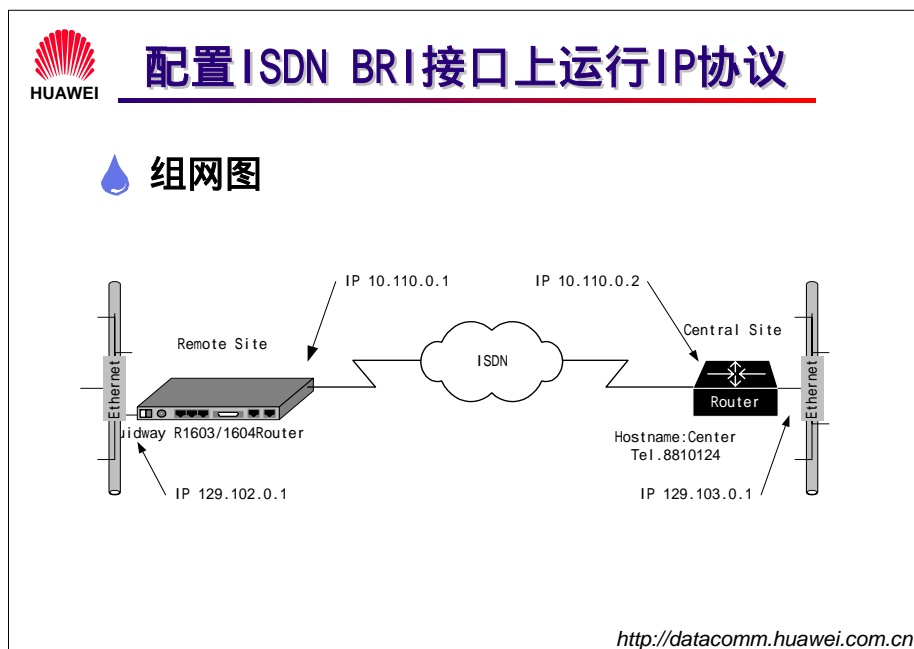 HUAWEI
配置ISDN BRI接口上运行IP协议
组网图
IP 10.110.0.1
IP 10.110.0.2
Remote Site
Central Site
ISDN
Ethernet
Ethernet
Router
uidway R1603/1604Router
Hostname:Center
Tel.8810124
IP 129.102.0.1
IP 129.103.0.1
http://datacomm.huawei.com.cn